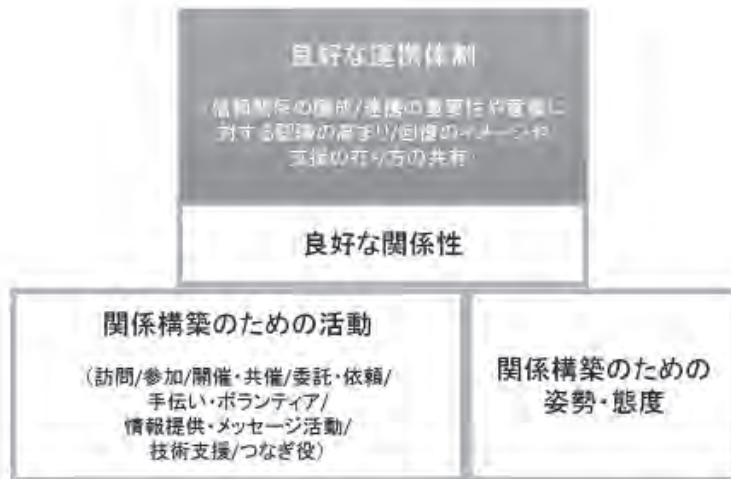 良好な連携体制
信頼関係の醸成/連携の重要性や意義に
対する認識の高まり/回復のイメージや
支援の在り方の共有
良好な関係性
関係構築のための活動
（訪問/参加/開催・共催/委託・依頼/
手伝い・ボランティア/
情報提供・メッセージ活動/
技術支援/つなぎ役）
関係構築のための
姿勢・態度